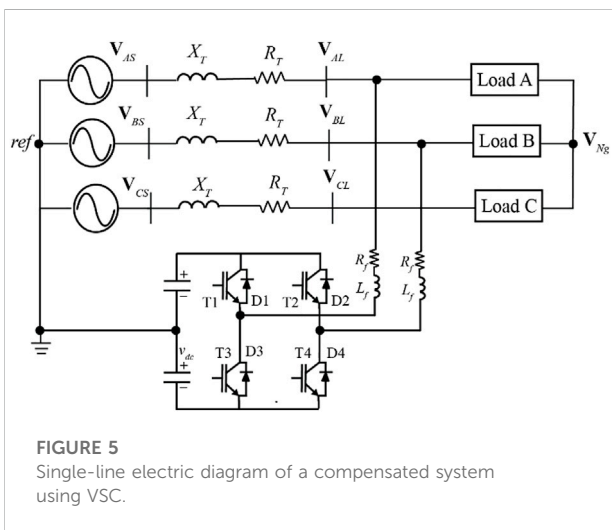 V_AS X_T R_T V_AL
Load A
V_BS X_T R_T V_BL
ref Load B V_Ng
V_CS X_T R_T V_CL
Load C
R_f R_f
+ T1 D1 T2 D2 L_f L_f
−
v_dc T3 D3 T4 D4
+
−
FIGURE 5
Single-line electric diagram of a compensated system
using VSC.